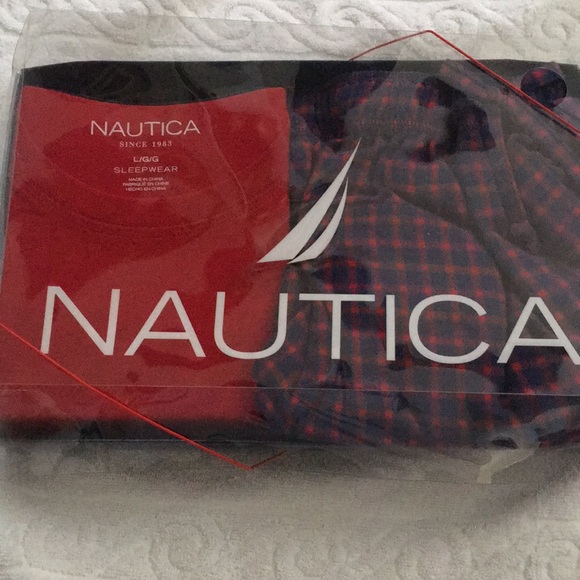 NAUTICA
SINCE 1983
L/G/G
SLEEPWEAR
MADE IN CHINA
FABRIQUÉ EN CHINE
HECHO EN CHINA
NAUTICA